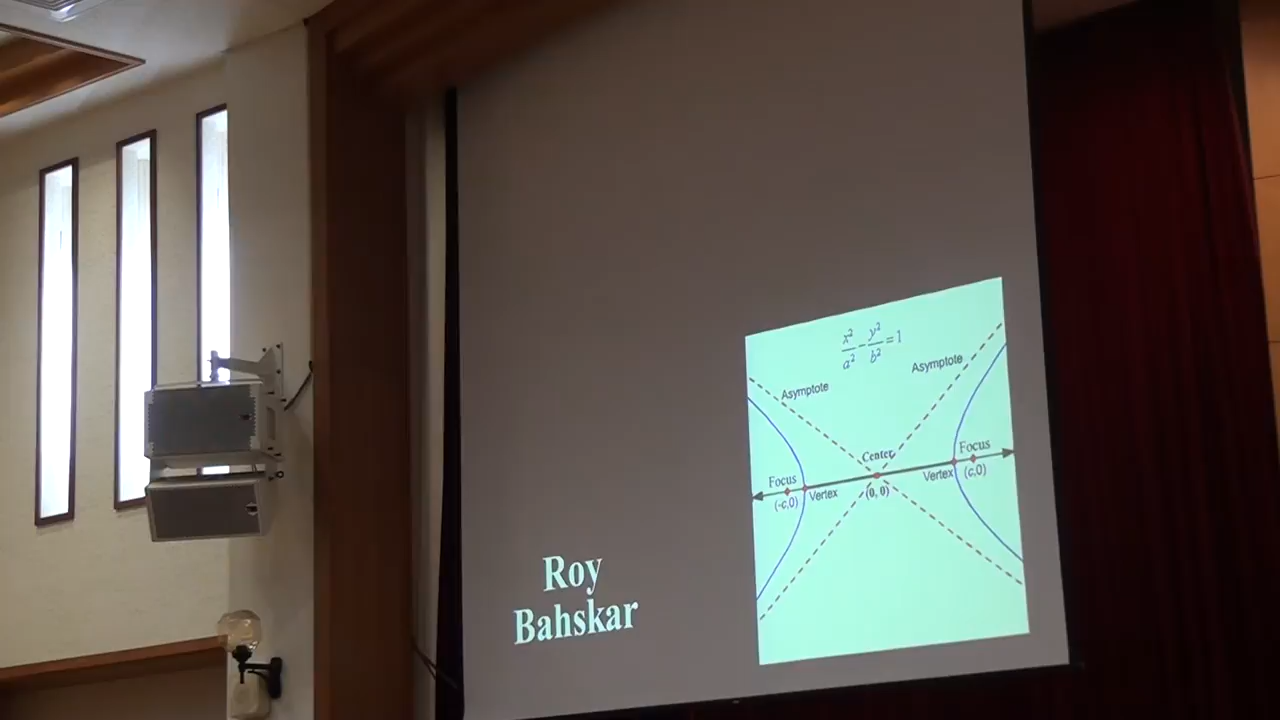 x²/a² - y²/b² = 1
Asymptote
Asymptote
Center
Focus
(-c,0)
Vertex
(0, 0)
Vertex
Focus
(c,0)
Roy
Bahskar